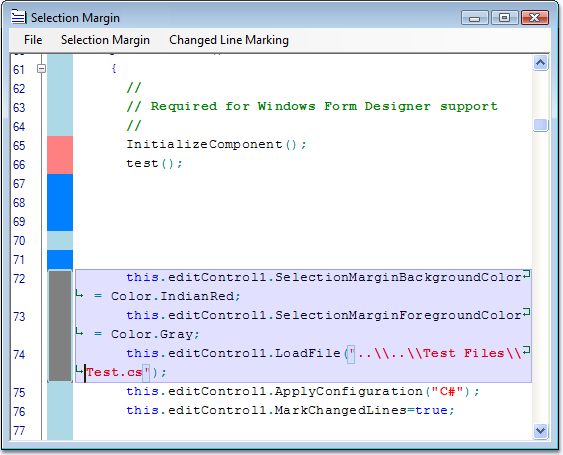 Selection Margin
File Selection Margin Changed Line Marking
61 {
62 //
63 // Required for Windows Form Designer support
64 //
65 InitializeComponent();
66 test();
67
68
69
70
71
72 this.editControl1.SelectionMarginBackgroundColor
= Color.IndianRed;
73 this.editControl1.SelectionMarginForegroundColor
= Color.Gray;
74 this.editControl1.LoadFile("..\\..\\Test Files\\
Test.cs");
75 this.editControl1.ApplyConfiguration("C#");
76 this.editControl1.MarkChangedLines=true;
77